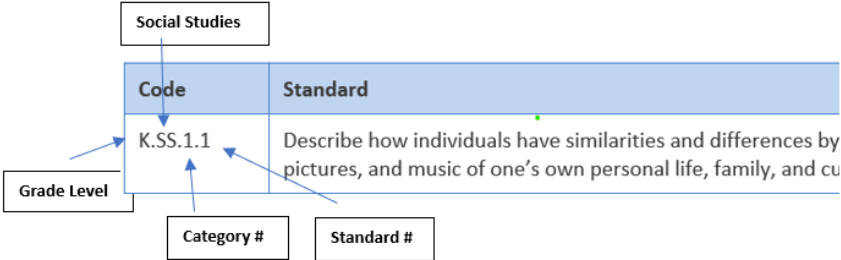 Social Studies
Code Standard
K.SS.1.1 Describe how individuals have similarities and differences by
pictures, and music of one’s own personal life, family, and cu
Grade Level
Category #
Standard #